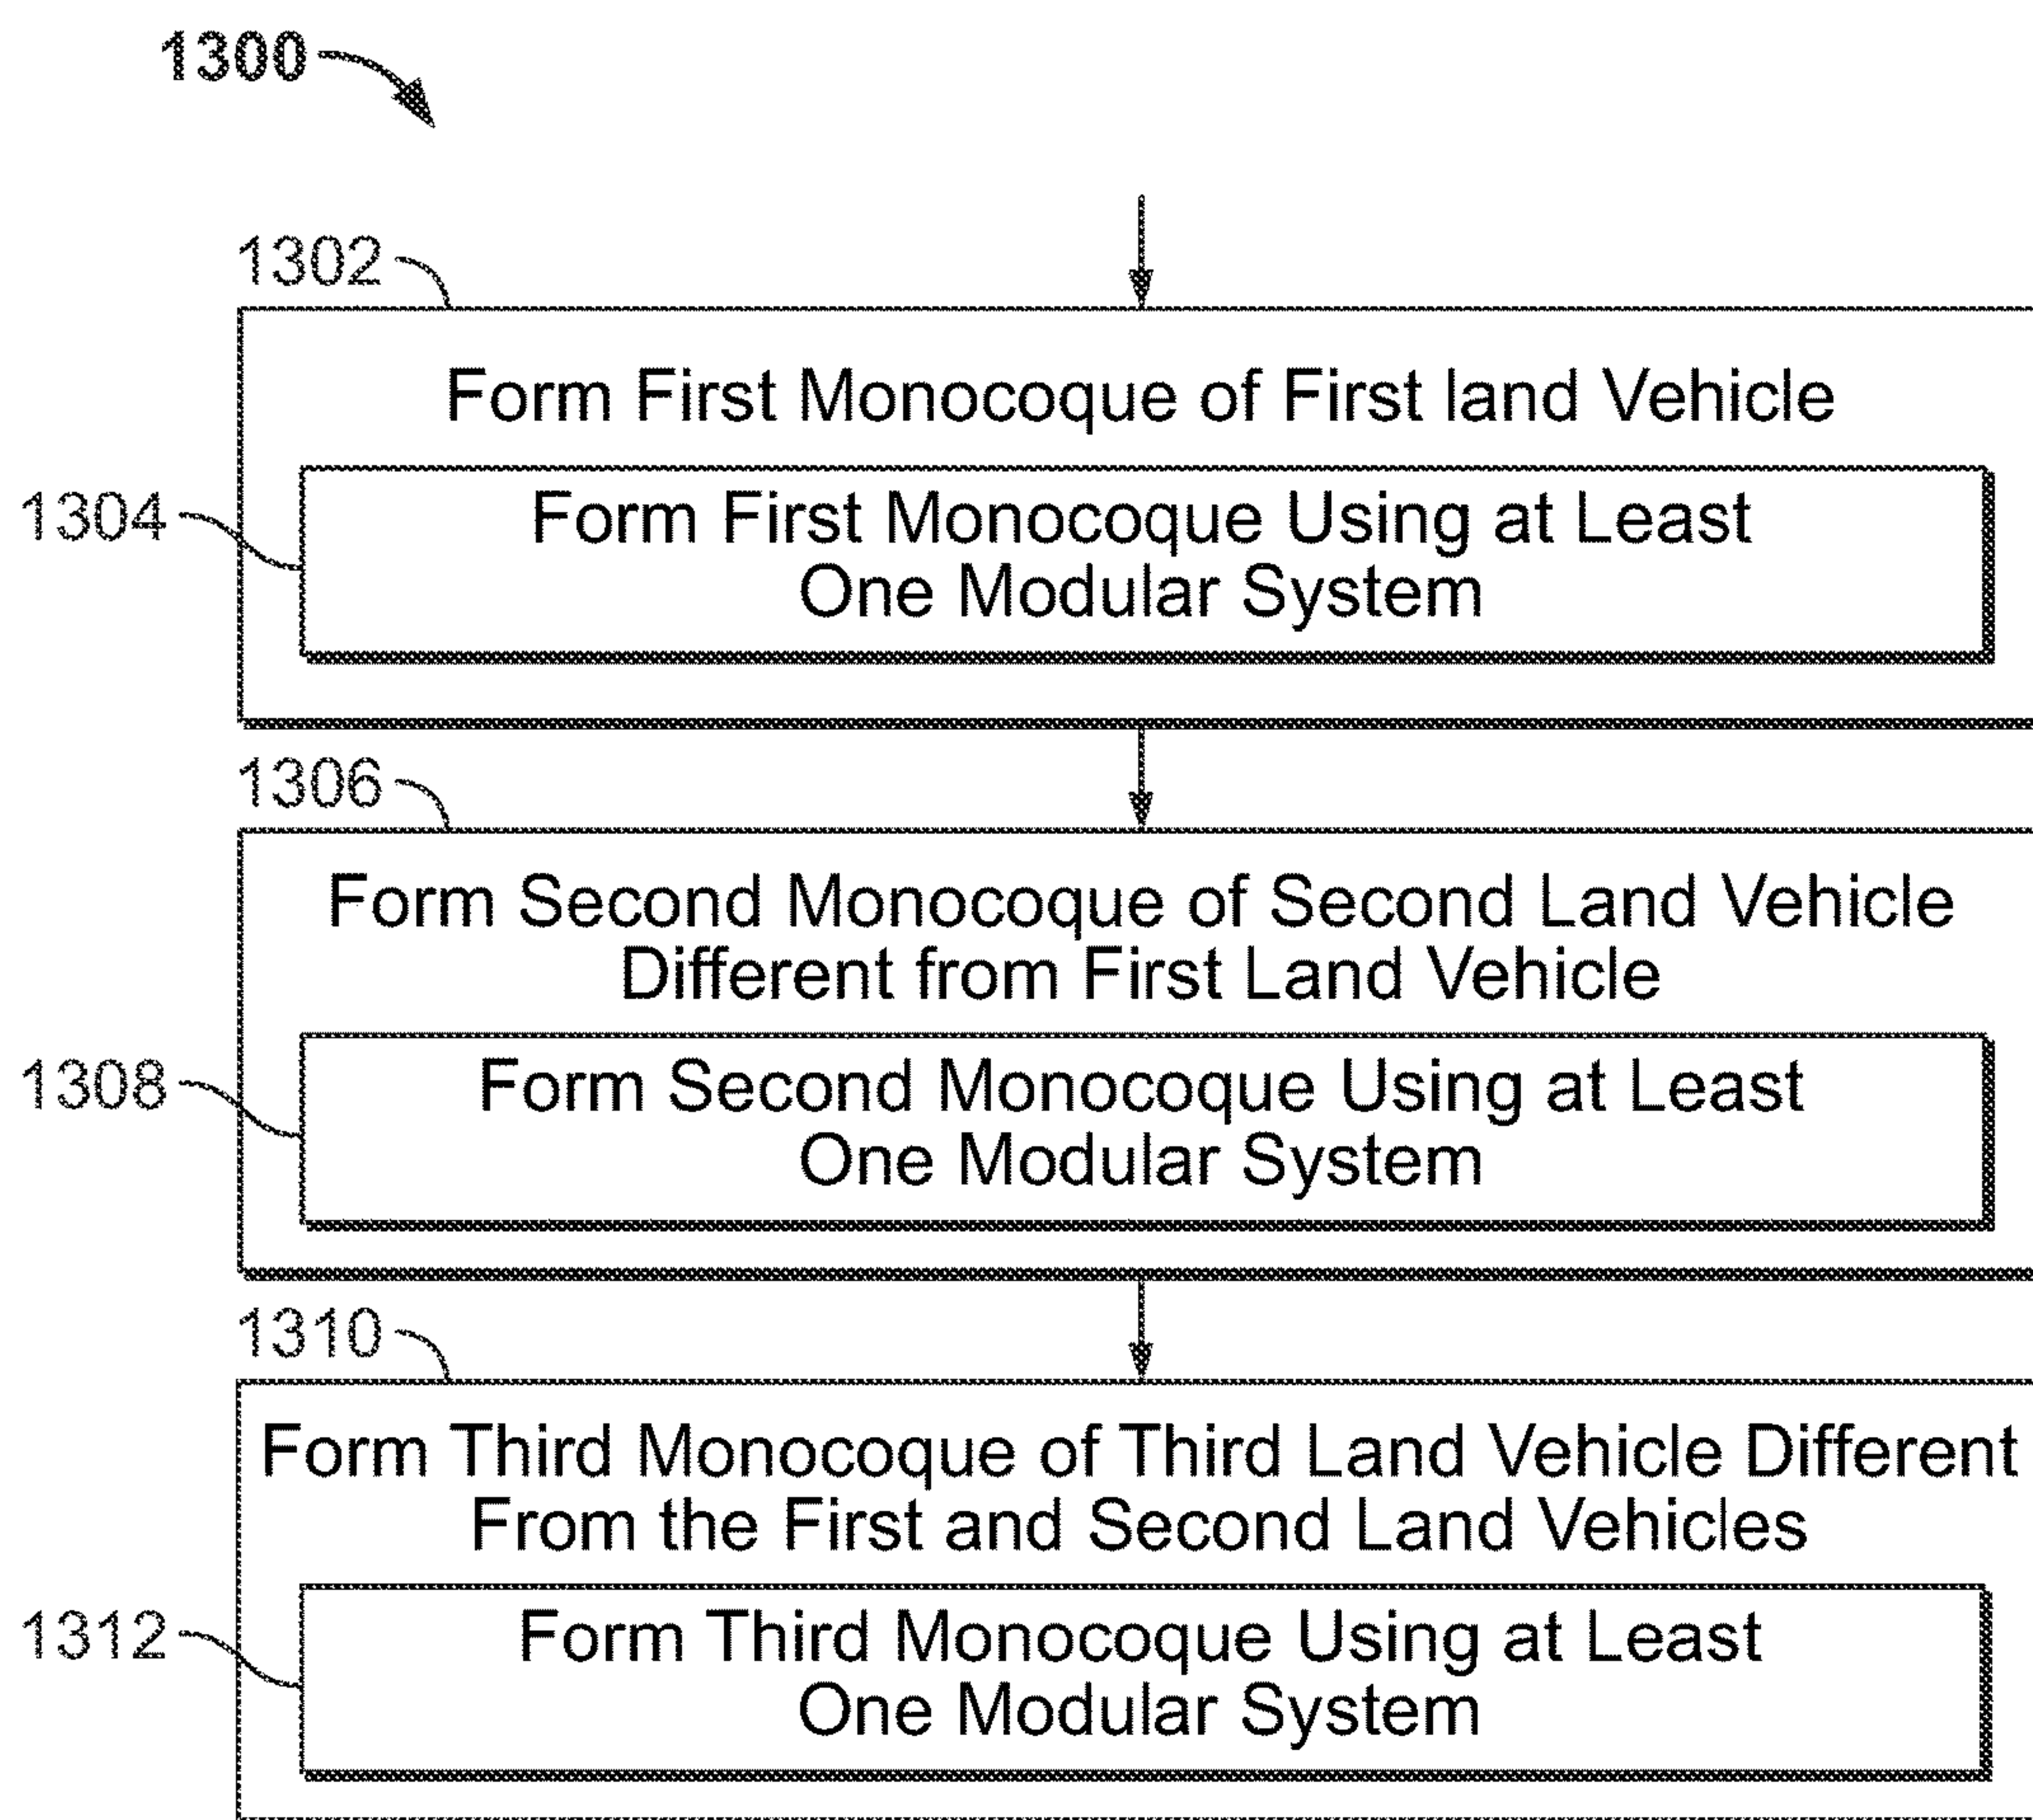 1300
1302
Form First Monocoque of First land Vehicle
1304
Form First Monocoque Using at Least
One Modular System
1306
Form Second Monocoque of Second Land Vehicle
Different from First Land Vehicle
1308
Form Second Monocoque Using at Least
One Modular System
1310
Form Third Monocoque of Third Land Vehicle Different
From the First and Second Land Vehicles
1312
Form Third Monocoque Using at Least
One Modular System